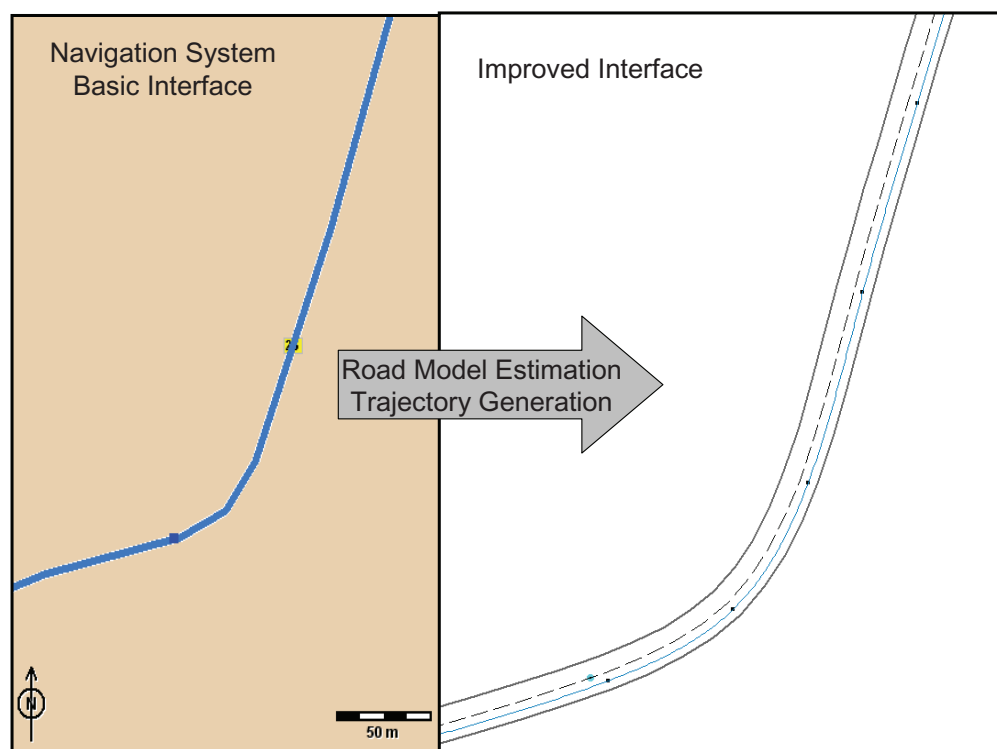 Navigation System
Basic Interface
Improved Interface
Road Model Estimation
Trajectory Generation
N
50 m